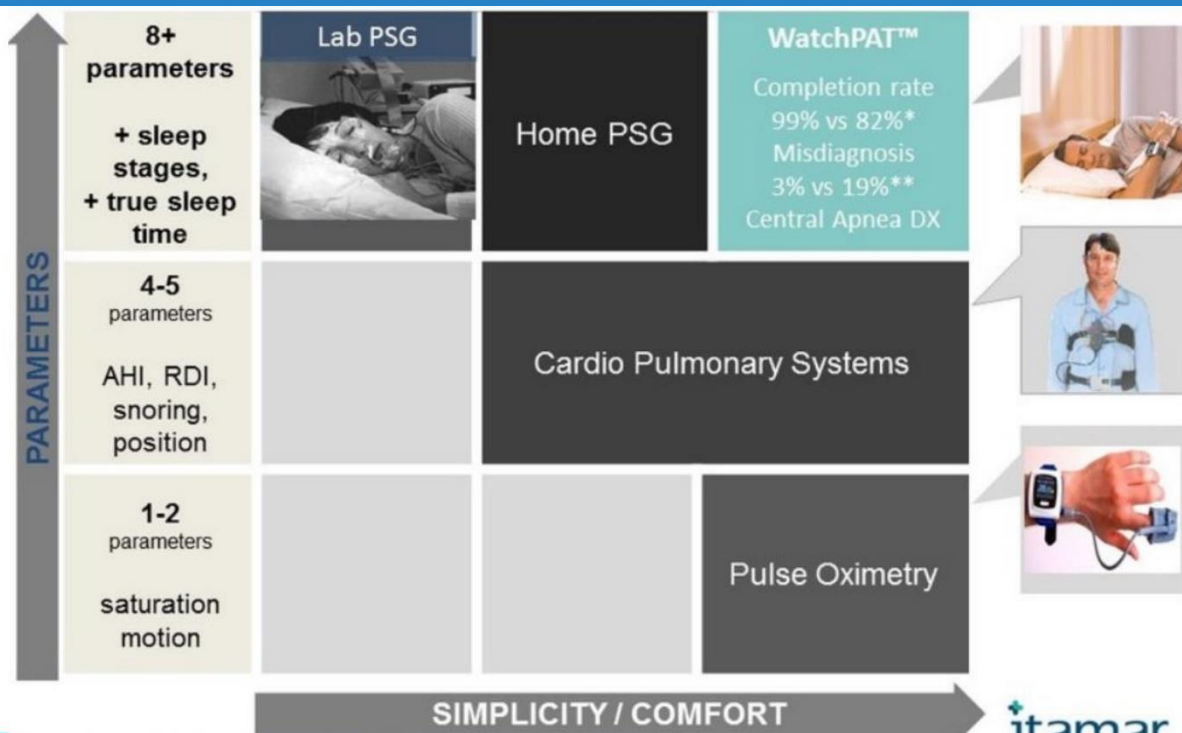 8+
parameters
+ sleep
stages,
+ true sleep
time
Lab PSG
Home PSG
WatchPAT™
Completion rate
99% vs 82%*
Misdiagnosis
3% vs 19%**
Central Apnea DX
PARAMETERS
4-5
parameters
AHI, RDI,
snoring,
position
Cardio Pulmonary Systems
1-2
parameters
saturation
motion
Pulse Oximetry
SIMPLICITY / COMFORT
itamar